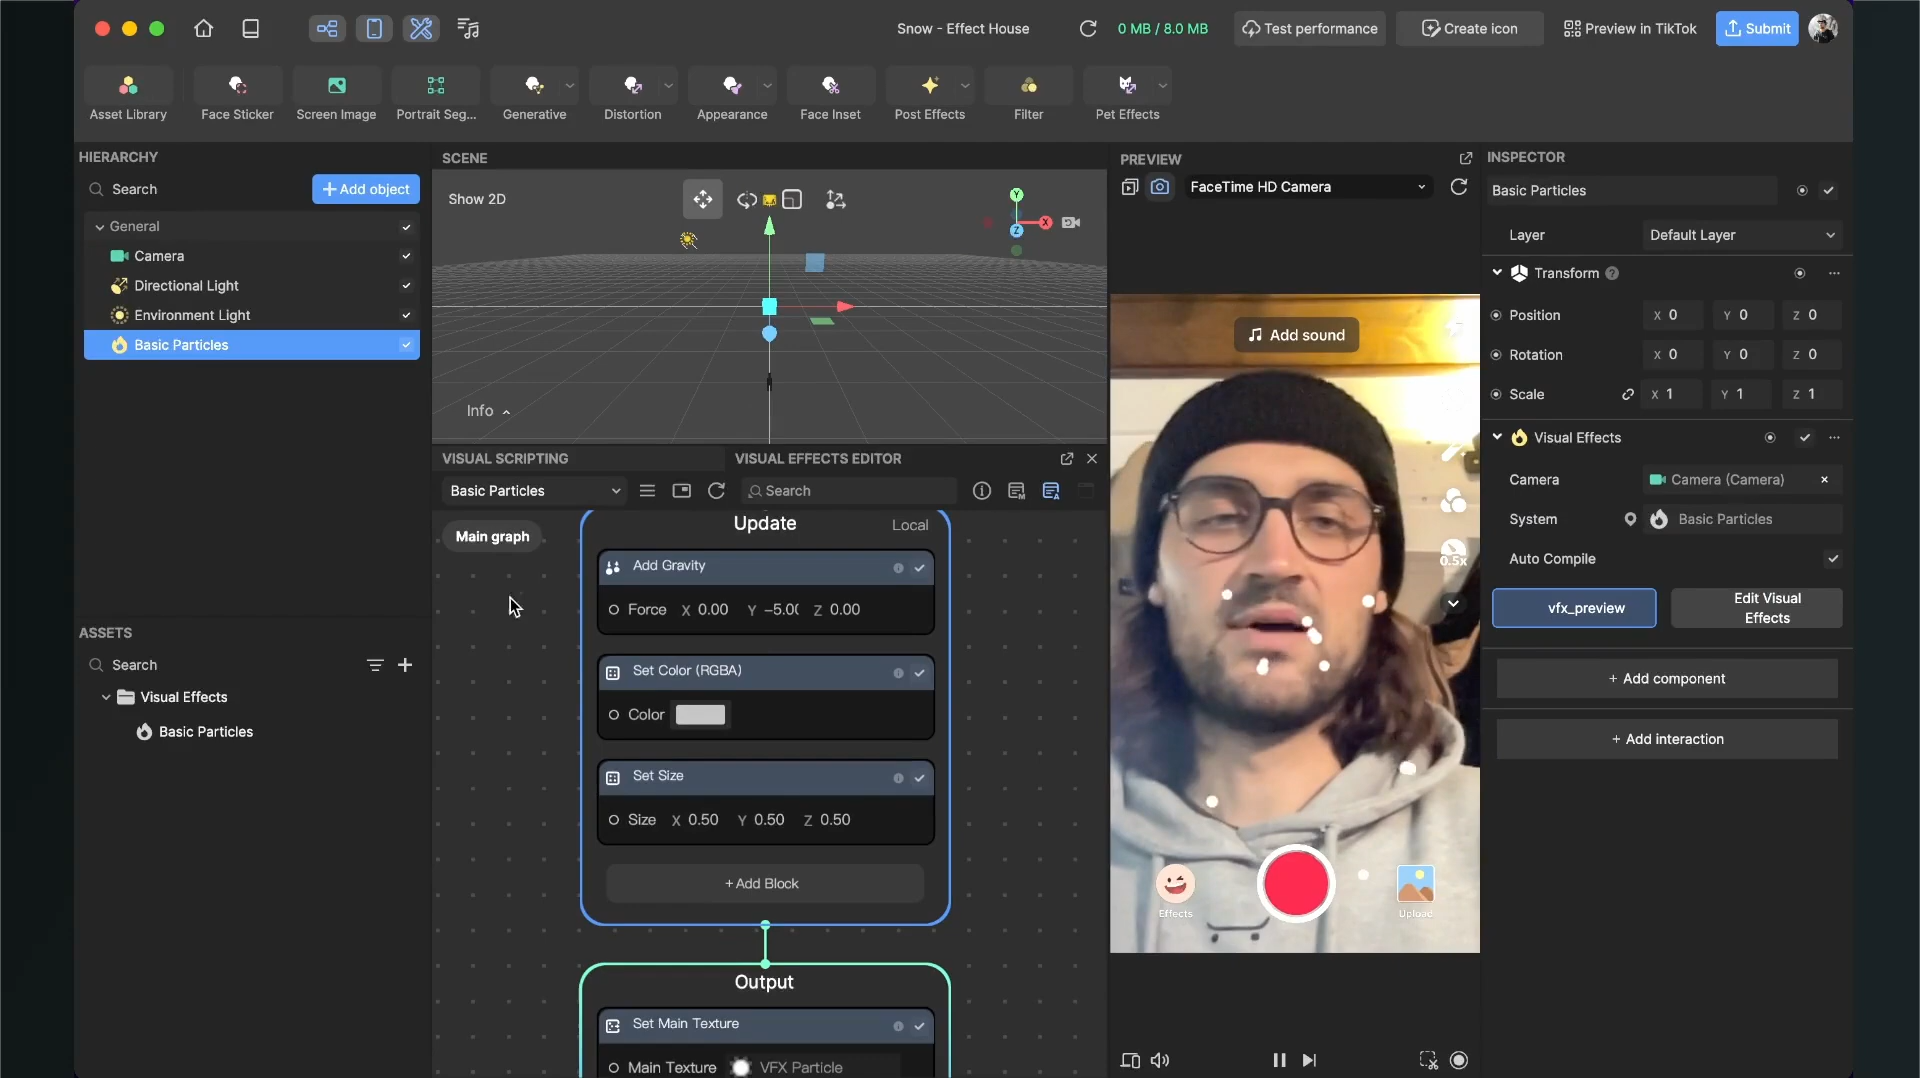 Snow - Effect House
0 MB / 8.0 MB
Test performance
Create icon
Preview in TikTok
Submit
Asset Library
Face Sticker
Screen Image
Portrait Seg...
Generative
Distortion
Appearance
Face Inset
Post Effects
Filter
Pet Effects
HIERARCHY
Search
+ Add object
General
Camera
Directional Light
Environment Light
Basic Particles
ASSETS
Search
Visual Effects
Basic Particles
SCENE
Show 2D
Y
X
Z
Info
VISUAL SCRIPTING
VISUAL EFFECTS EDITOR
Basic Particles
Search
Main graph
Update
Local
Add Gravity
Force X 0.00 Y -5.00 Z 0.00
Set Color (RGBA)
Color
Set Size
Size X 0.50 Y 0.50 Z 0.50
+ Add Block
Output
Set Main Texture
Main Texture VFX Particle
PREVIEW
FaceTime HD Camera
Add sound
0.5x
Effects
Upload
INSPECTOR
Basic Particles
Layer Default Layer
Transform
Position X 0 Y 0 Z 0
Rotation X 0 Y 0 Z 0
Scale X 1 Y 1 Z 1
Visual Effects
Camera Camera (Camera)
System Basic Particles
Auto Compile
vfx_preview
Edit Visual
Effects
+ Add component
+ Add interaction